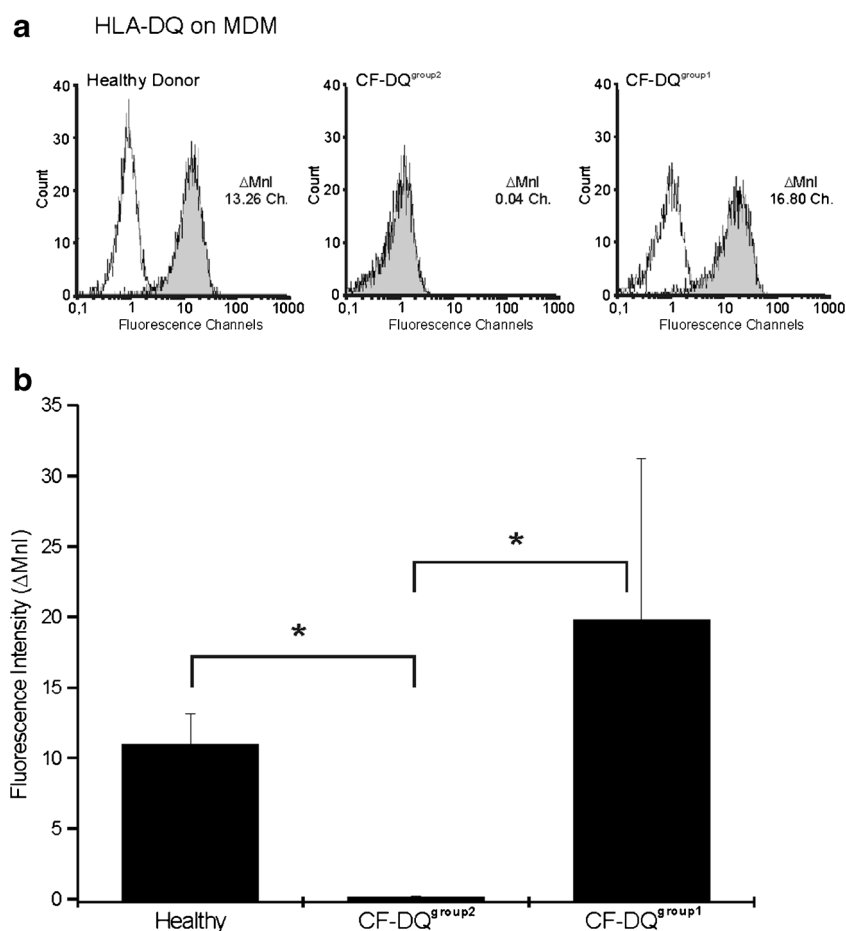 a
HLA-DQ on MDM
Healthy Donor
40
30
20
10
0
Count
ΔMnI
13.26 Ch.
0,1 1 10 100 1000
Fluorescence Channels
CF-DQgroup2
40
30
20
10
0
Count
ΔMnI
0.04 Ch.
0,1 1 10 100 1000
Fluorescence Channels
CF-DQgroup1
40
30
20
10
0
Count
ΔMnI
16.80 Ch.
0,1 1 10 100 1000
Fluorescence Channels
b
Fluorescence Intensity (ΔMnI)
35
30
25
20
15
10
5
0
*
*
Healthy
CF-DQgroup2
CF-DQgroup1